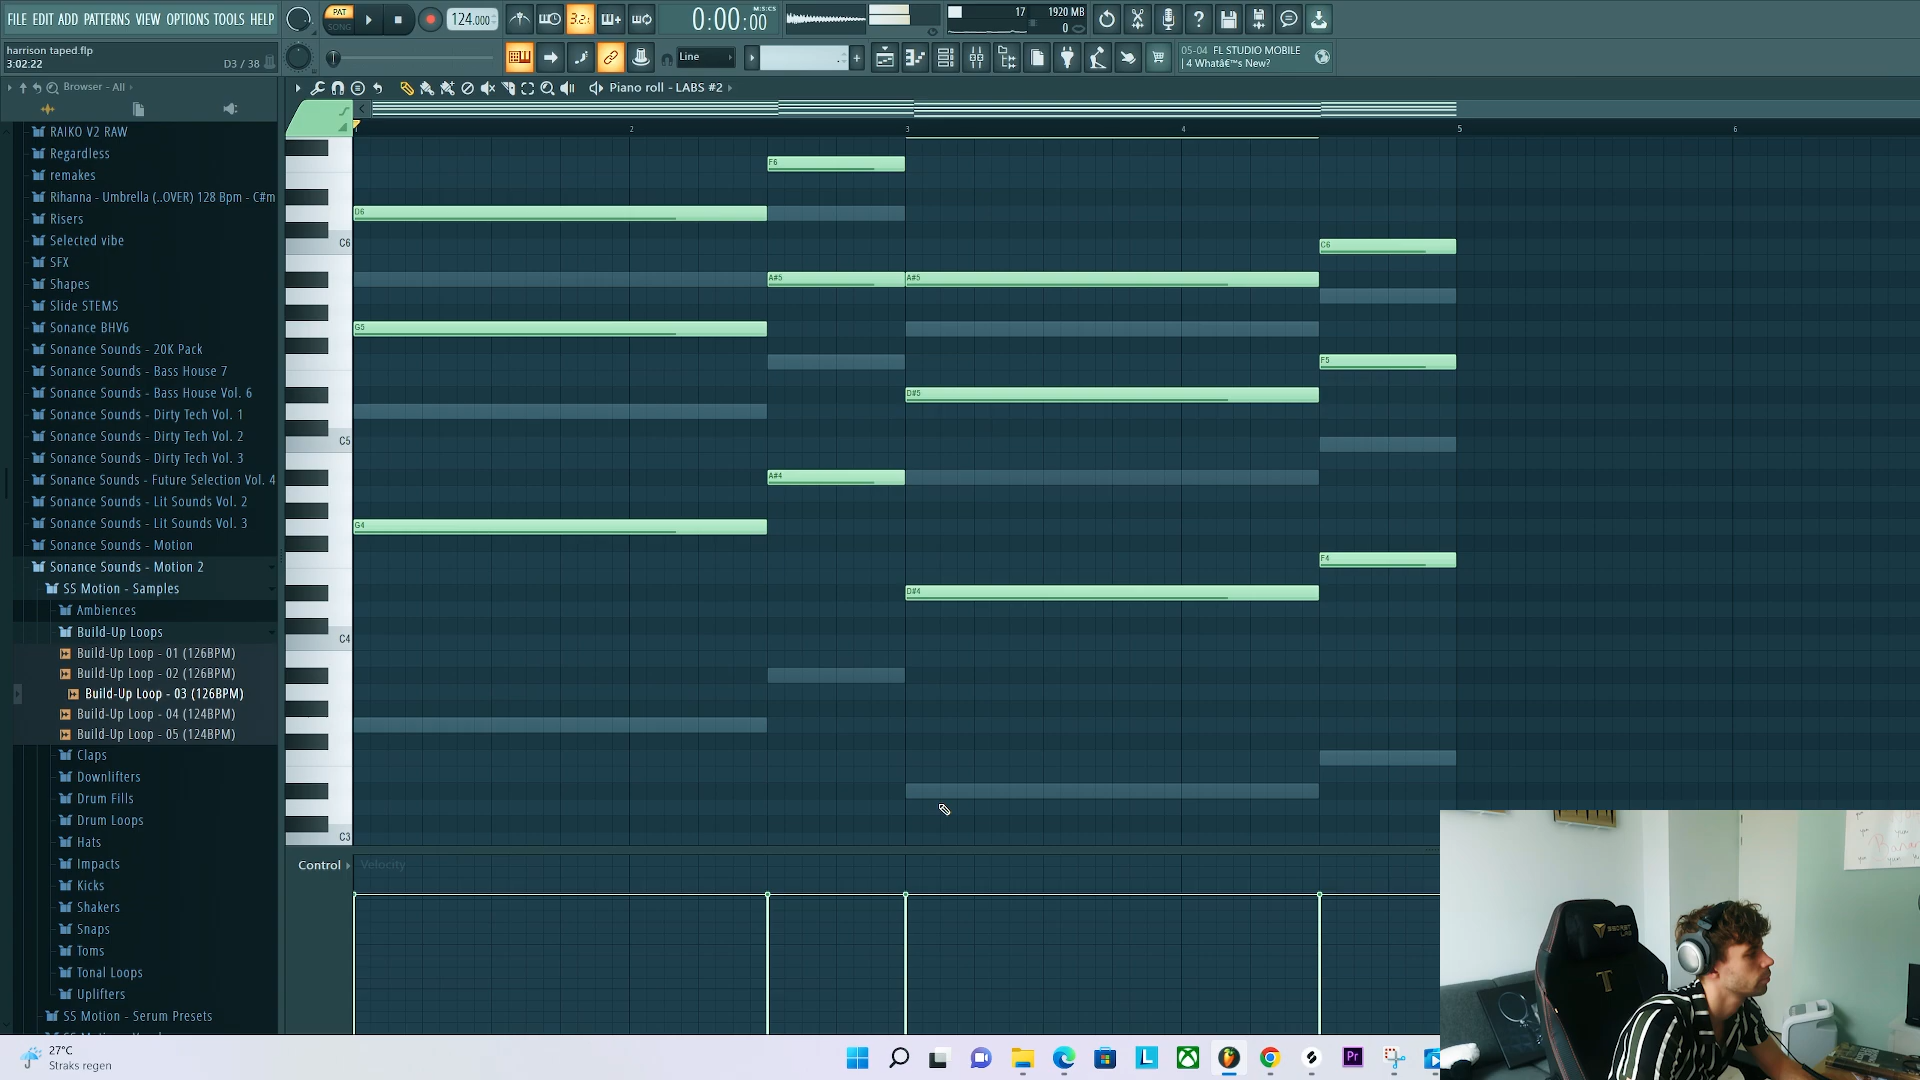 FILE EDIT ADD PATTERNS VIEW OPTIONS TOOLS HELP
PAT
SONG
124.000
3.2.
0:00:00
M:S:CS
17
1920 MB
0
harrison taped.flp
3:02:22
D3 / 38
Line
05-04 FL STUDIO MOBILE
| 4 Whatâ€™s New?
Browser - All
Piano roll - LABS #2
RAIKO V2 RAW
Regardless
remakes
Rihanna - Umbrella (..OVER) 128 Bpm - C#m
Risers
Selected vibe
SFX
Shapes
Slide STEMS
Sonance BHV6
Sonance Sounds - 20K Pack
Sonance Sounds - Bass House 7
Sonance Sounds - Bass House Vol. 6
Sonance Sounds - Dirty Tech Vol. 1
Sonance Sounds - Dirty Tech Vol. 2
Sonance Sounds - Dirty Tech Vol. 3
Sonance Sounds - Future Selection Vol. 4
Sonance Sounds - Lit Sounds Vol. 2
Sonance Sounds - Lit Sounds Vol. 3
Sonance Sounds - Motion
Sonance Sounds - Motion 2
SS Motion - Samples
Ambiences
Build-Up Loops
Build-Up Loop - 01 (126BPM)
Build-Up Loop - 02 (126BPM)
Build-Up Loop - 03 (126BPM)
Build-Up Loop - 04 (124BPM)
Build-Up Loop - 05 (124BPM)
Claps
Downlifters
Drum Fills
Drum Loops
Hats
Impacts
Kicks
Shakers
Snaps
Toms
Tonal Loops
Uplifters
SS Motion - Serum Presets
2
3
4
5
6
F6
D6
C6
C6
A#5
A#5
G5
F5
D#5
C5
A#4
G4
F4
D#4
C4
C3
Control
Velocity
27°C
Straks regen
L
Pr
SECRETLAB
T